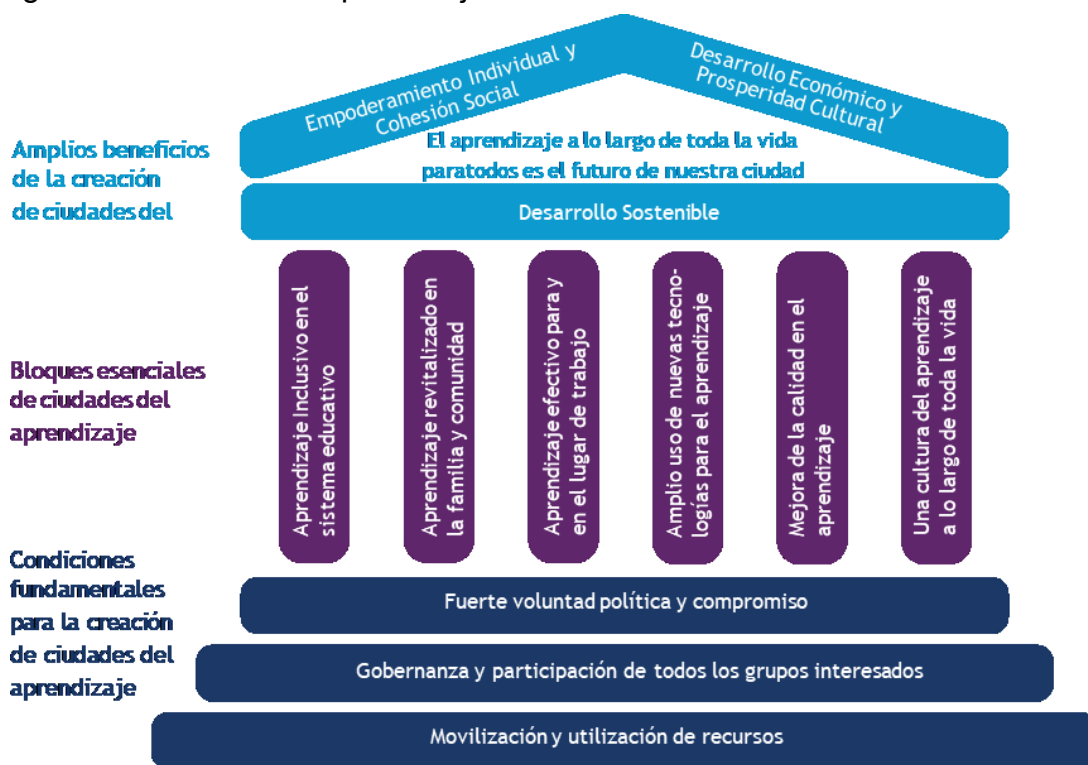 Empoderamiento Individual y
Cohesión Social
Desarrollo Económico y
Prosperidad Cultural
El aprendizaje a lo largo de toda la vida
paratodos es el futuro de nuestra ciudad
Amplios beneficios
de la creación
de ciudades del
Desarrollo Sostenible
Bloques esenciales
de ciudades del
aprendizaje
Aprendizaje Inclusivo en el
sistema educativo
Aprendizaje revitalizado en
la familia y comunidad
Aprendizaje efectivo para y
en el lugar de trabajo
Amplio uso de nuevas tecno-
logías para el aprendizaje
Mejora de la calidad en el
aprendizaje
Una cultura del aprendizaje
a lo largo de toda la vida
Condiciones
fundamentales
para la creación
de ciudades del
aprendizaje
Fuerte voluntad política y compromiso
Gobernanza y participación de todos los grupos interesados
Movilización y utilización de recursos